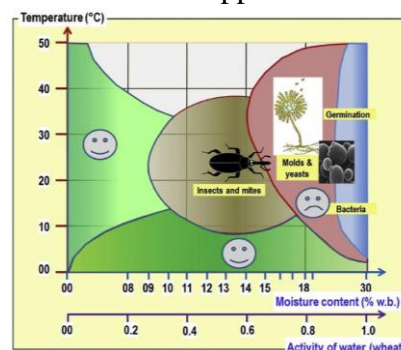 Temperature (°C)
50
40
Germination
30
Molds &
yeasts
20
Insects and mites
Bacteria
10
00
00 08 09 10 11 12 13 14 15 18 30
Moisture content (% w.b.)
00 0.2 0.4 0.6 0.8 1.0
Activity of water (wheat